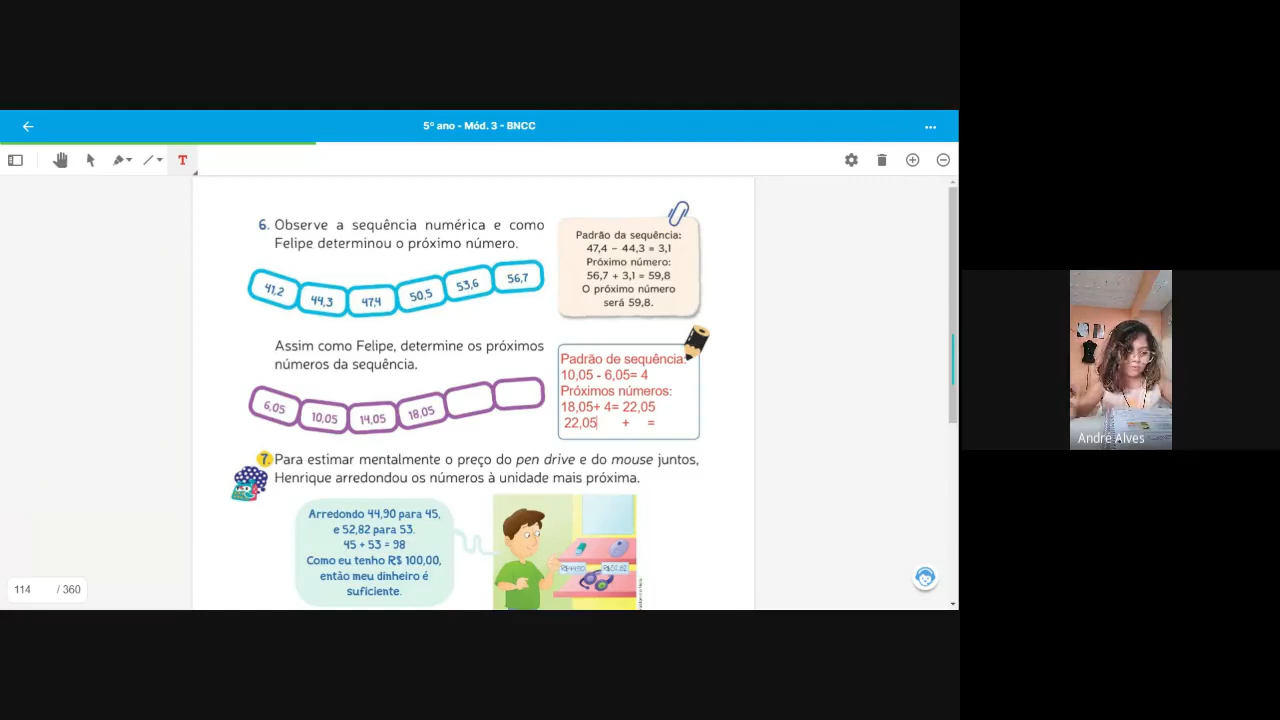 5º ano - Mód. 3 - BNCC
T
6. Observe a sequência numérica e como
Felipe determinou o próximo número.
41,2 44,3 47,4 50,5 53,6 56,7
Padrão da sequência:
47,4 – 44,3 = 3,1
Próximo número:
56,7 + 3,1 = 59,8
O próximo número
será 59,8.
Assim como Felipe, determine os próximos
números da sequência.
6,05 10,05 14,05 18,05
Padrão de sequência:
10,05 - 6,05= 4
Próximos números:
18,05+ 4= 22,05
22,05 + =
7. Para estimar mentalmente o preço do pen drive e do mouse juntos,
Henrique arredondou os números à unidade mais próxima.
Arredondo 44,90 para 45,
e 52,82 para 53.
45 + 53 = 98
Como eu tenho R$ 100,00,
então meu dinheiro é
suficiente.
R$44,90 R$52,82
114 / 360
André Alves